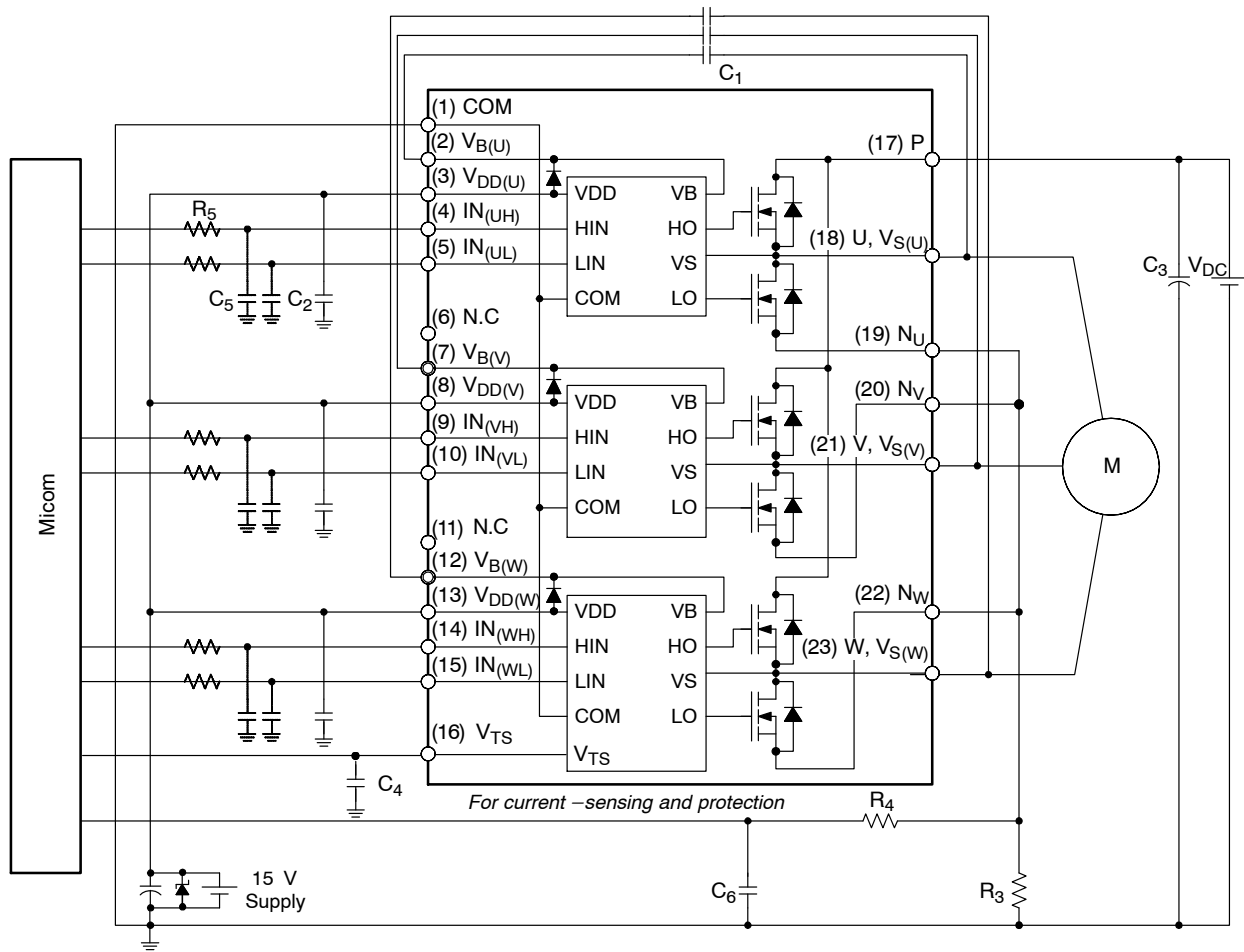 C1
(1) COM
(2) VB(U)
(3) VDD(U)
(4) IN(UH)
(5) IN(UL)
(6) N.C
(7) VB(V)
(8) VDD(V)
(9) IN(VH)
(10) IN(VL)
(11) N.C
(12) VB(W)
(13) VDD(W)
(14) IN(WH)
(15) IN(WL)
(16) VTS
Micom
R5
C5
C2
C4
15 V
Supply
VDD
HIN
LIN
COM
VB
HO
VS
LO
VDD
HIN
LIN
COM
VB
HO
VS
LO
VDD
HIN
LIN
COM
VTS
VB
HO
VS
LO
(17) P
(18) U, VS(U)
(19) NU
(20) NV
(21) V, VS(V)
(22) NW
(23) W, VS(W)
C3
VDC
M
For current –sensing and protection
R4
C6
R3